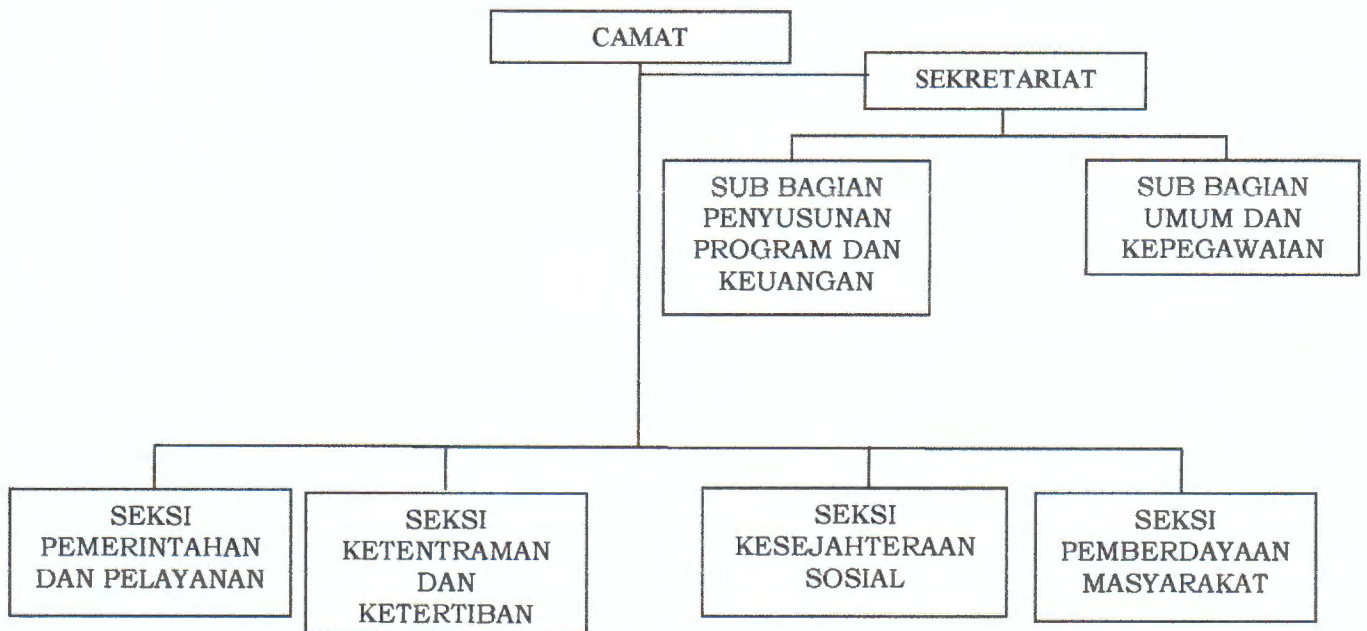 CAMAT
SEKRETARIAT
SUB BAGIAN
PENYUSUNAN
PROGRAM DAN
KEUANGAN
SUB BAGIAN
UMUM DAN
KEPEGAWAIAN
SEKSI
PEMERINTAHAN
DAN PELAYANAN
SEKSI
KETENTRAMAN
DAN
KETERTIBAN
SEKSI
KESEJAHTERAAN
SOSIAL
SEKSI
PEMBERDAYAAN
MASYARAKAT